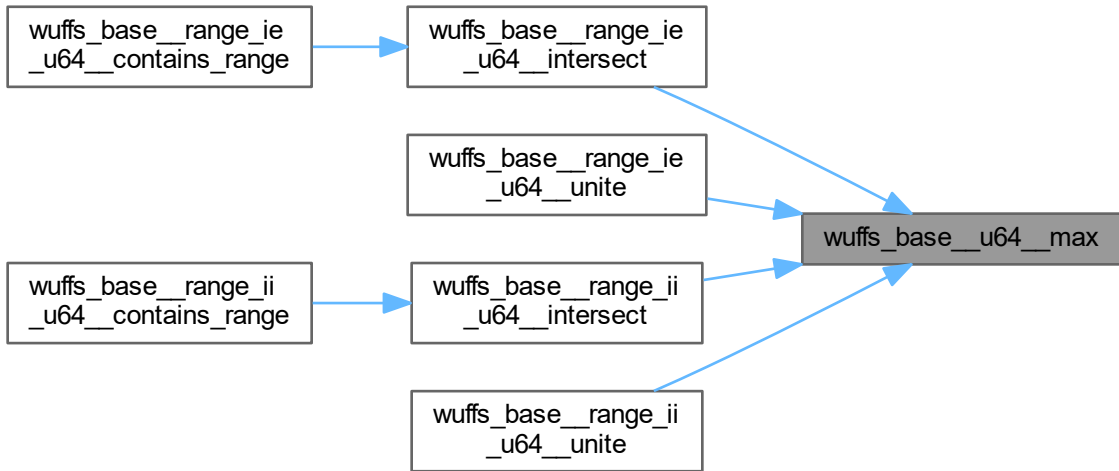 wuffs_base__range_ie
_u64__contains_range
wuffs_base__range_ie
_u64__intersect
wuffs_base__range_ie
_u64__unite
wuffs_base__u64__max
wuffs_base__range_ii
_u64__contains_range
wuffs_base__range_ii
_u64__intersect
wuffs_base__range_ii
_u64__unite